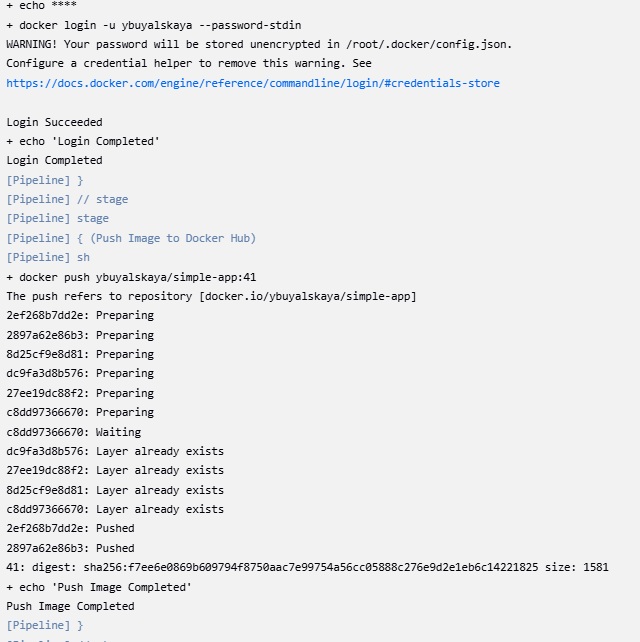 + echo ****
+ docker login -u ybuyalskaya --password-stdin
WARNING! Your password will be stored unencrypted in /root/.docker/config.json.
Configure a credential helper to remove this warning. See
https://docs.docker.com/engine/reference/commandline/login/#credentials-store
Login Succeeded
+ echo 'Login Completed'
Login Completed
[Pipeline] }
[Pipeline] // stage
[Pipeline] stage
[Pipeline] { (Push Image to Docker Hub)
[Pipeline] sh
+ docker push ybuyalskaya/simple-app:41
The push refers to repository [docker.io/ybuyalskaya/simple-app]
2ef268b7dd2e: Preparing
2897a62e86b3: Preparing
8d25cf9e8d81: Preparing
dc9fa3d8b576: Preparing
27ee19dc88f2: Preparing
c8dd97366670: Preparing
c8dd97366670: Waiting
dc9fa3d8b576: Layer already exists
27ee19dc88f2: Layer already exists
8d25cf9e8d81: Layer already exists
c8dd97366670: Layer already exists
2ef268b7dd2e: Pushed
2897a62e86b3: Pushed
41: digest: sha256:f7ee6e0869b609794f8750aac7e99754a56cc05888c276e9d2e1eb6c14221825 size: 1581
+ echo 'Push Image Completed'
Push Image Completed
[Pipeline] }